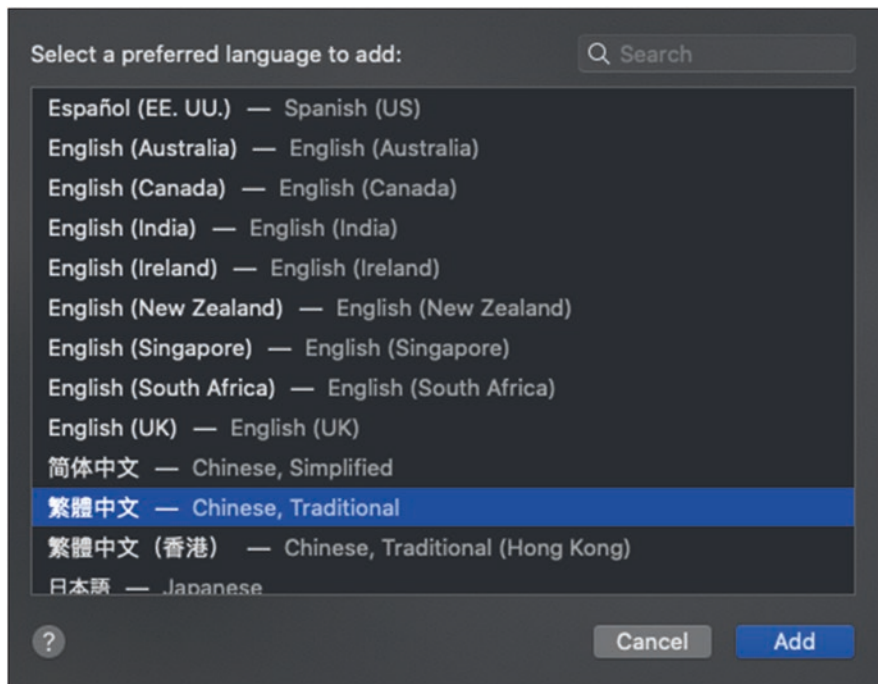 Select a preferred language to add:
Search
Español (EE. UU.) — Spanish (US)
English (Australia) — English (Australia)
English (Canada) — English (Canada)
English (India) — English (India)
English (Ireland) — English (Ireland)
English (New Zealand) — English (New Zealand)
English (Singapore) — English (Singapore)
English (South Africa) — English (South Africa)
English (UK) — English (UK)
简体中文 — Chinese, Simplified
繁體中文 — Chinese, Traditional
繁體中文（香港） — Chinese, Traditional (Hong Kong)
日本語 — Japanese
?
Cancel
Add